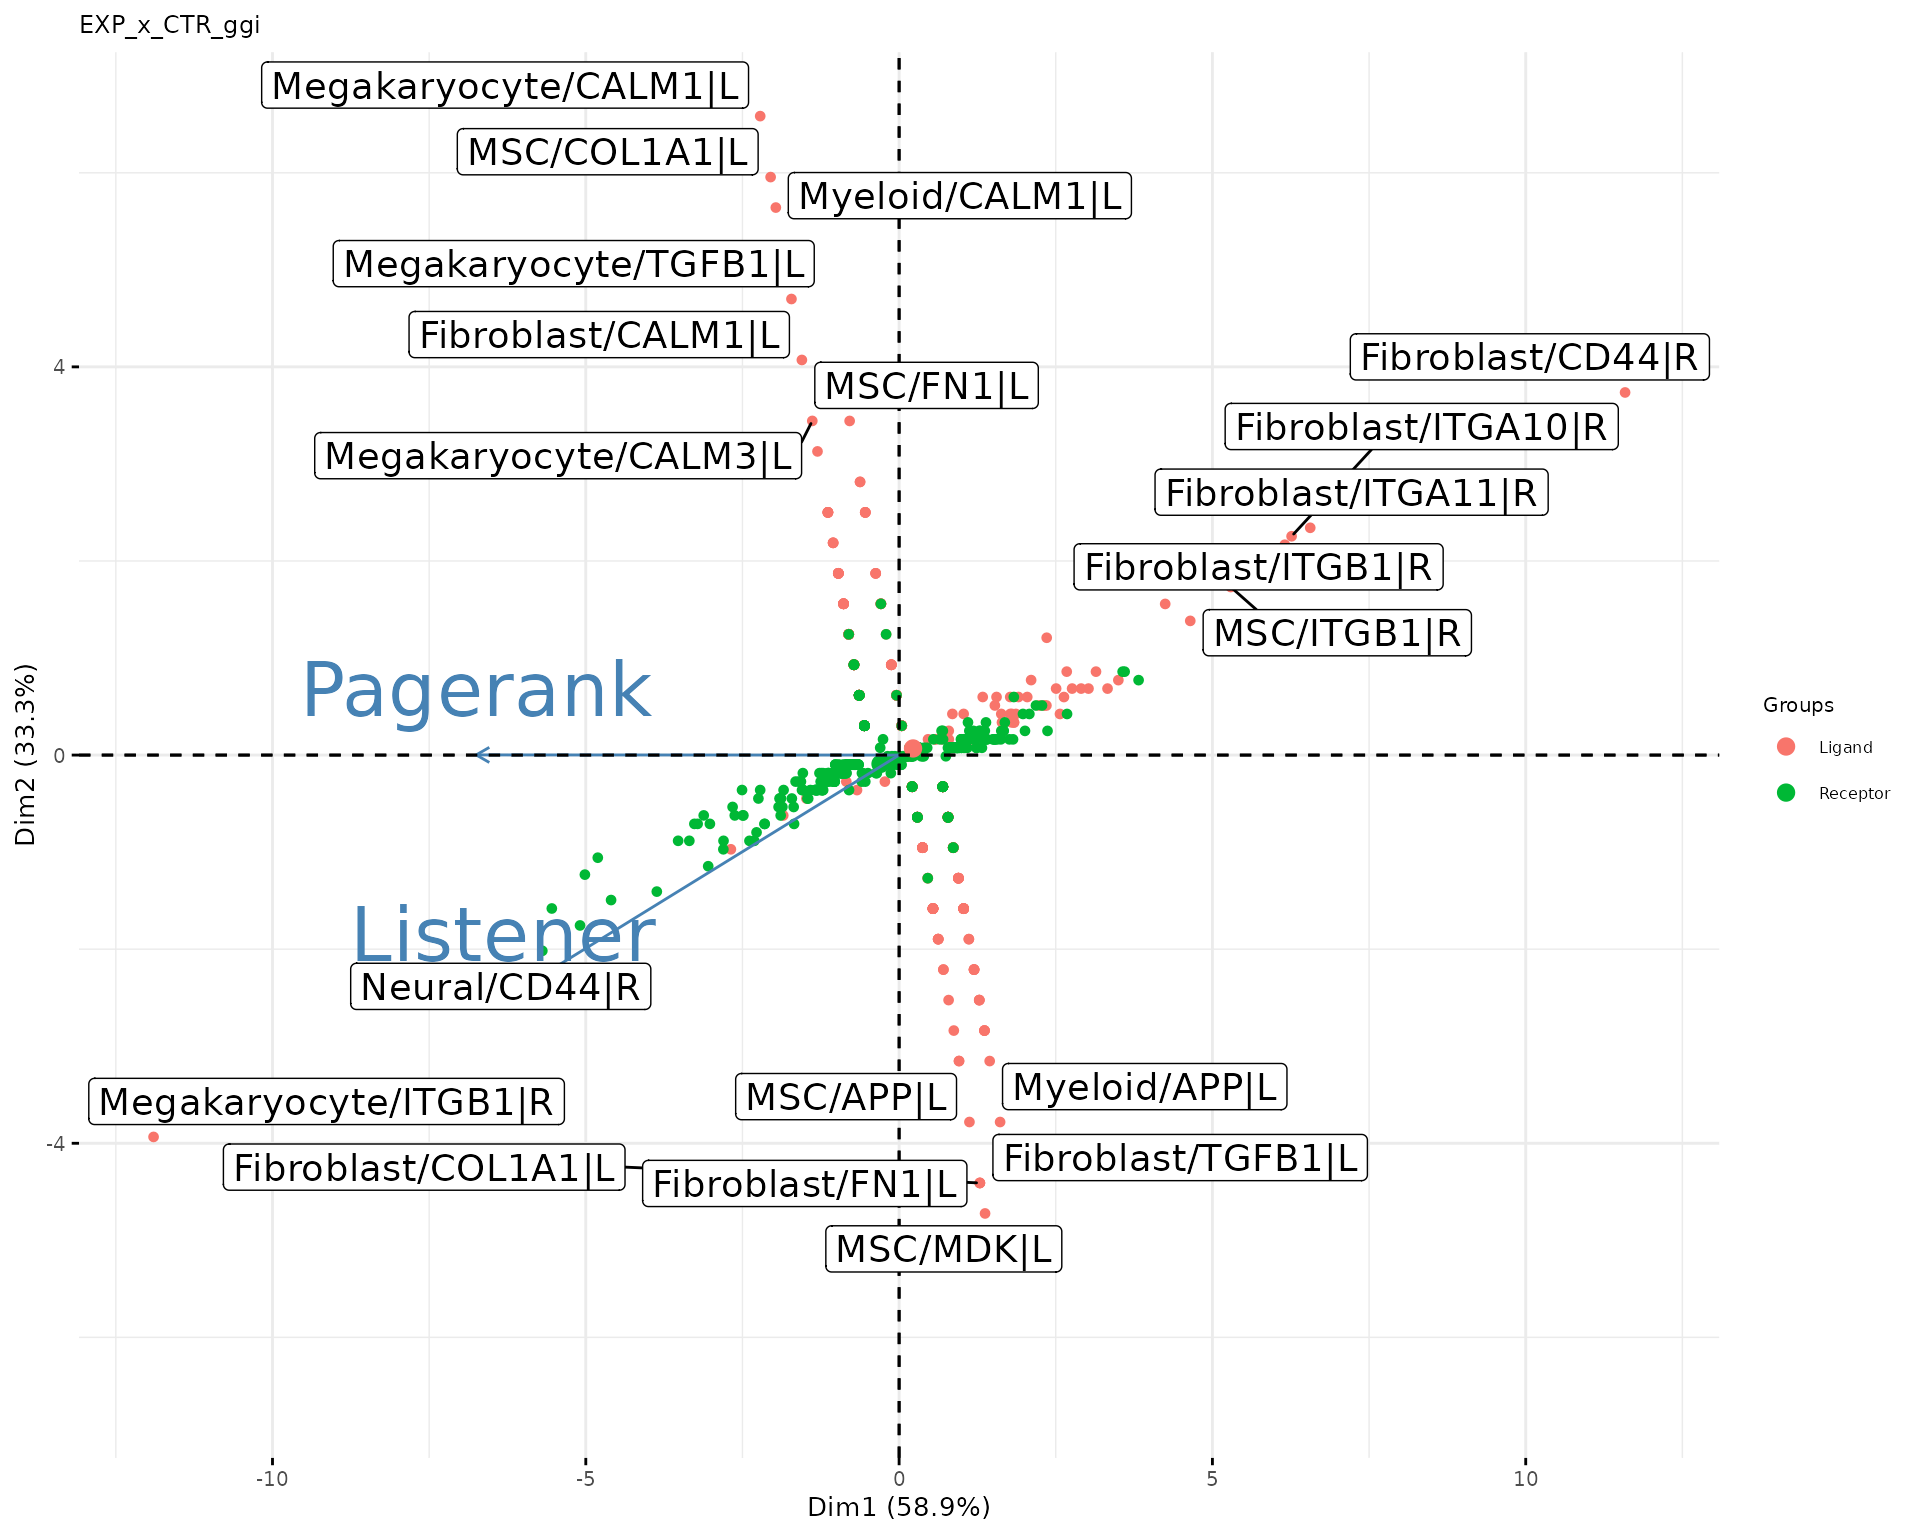 EXP_x_CTR_ggi
Megakaryocyte/CALM1|L
MSC/COL1A1|L
Myeloid/CALM1|L
Megakaryocyte/TGFB1|L
Fibroblast/CALM1|L
Fibroblast/CD44|R
4
MSC/FN1|L
Fibroblast/ITGA10|R
Megakaryocyte/CALM3|L
Fibroblast/ITGA11|R
Fibroblast/ITGB1|R
MSC/ITGB1|R
Pagerank
Groups
Ligand
Receptor
0
Dim2 (33.3%)
Listener
Neural/CD44|R
Megakaryocyte/ITGB1|R
MSC/APP|L
Myeloid/APP|L
-4
Fibroblast/COL1A1|L
Fibroblast/FN1|L
Fibroblast/TGFB1|L
MSC/MDK|L
-10
-5
0
5
10
Dim1 (58.9%)